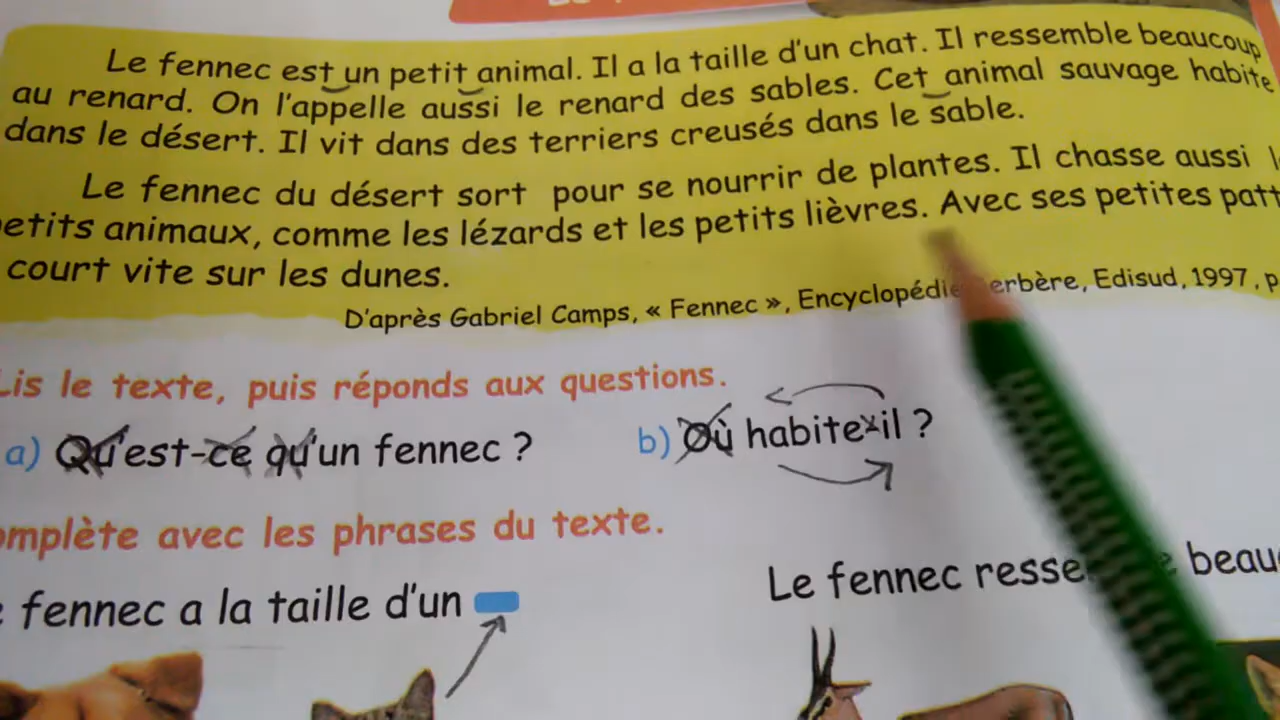 Le fennec est un petit animal. Il a la taille d'un chat. Il ressemble beaucoup
au renard. On l'appelle aussi le renard des sables. Cet animal sauvage habite
dans le désert. Il vit dans des terriers creusés dans le sable.
Le fennec du désert sort pour se nourrir de plantes. Il chasse aussi
etits animaux, comme les lézards et les petits lièvres. Avec ses petites patt
court vite sur les dunes.
D'après Gabriel Camps, « Fennec », Encyclopédie erbère, Edisud, 1997, p
Lis le texte, puis réponds aux questions.
a) Qu'est-ce qu'un fennec ? b) Où habite-il ?
omplète avec les phrases du texte.
fennec a la taille d'un
Le fennec resse beau